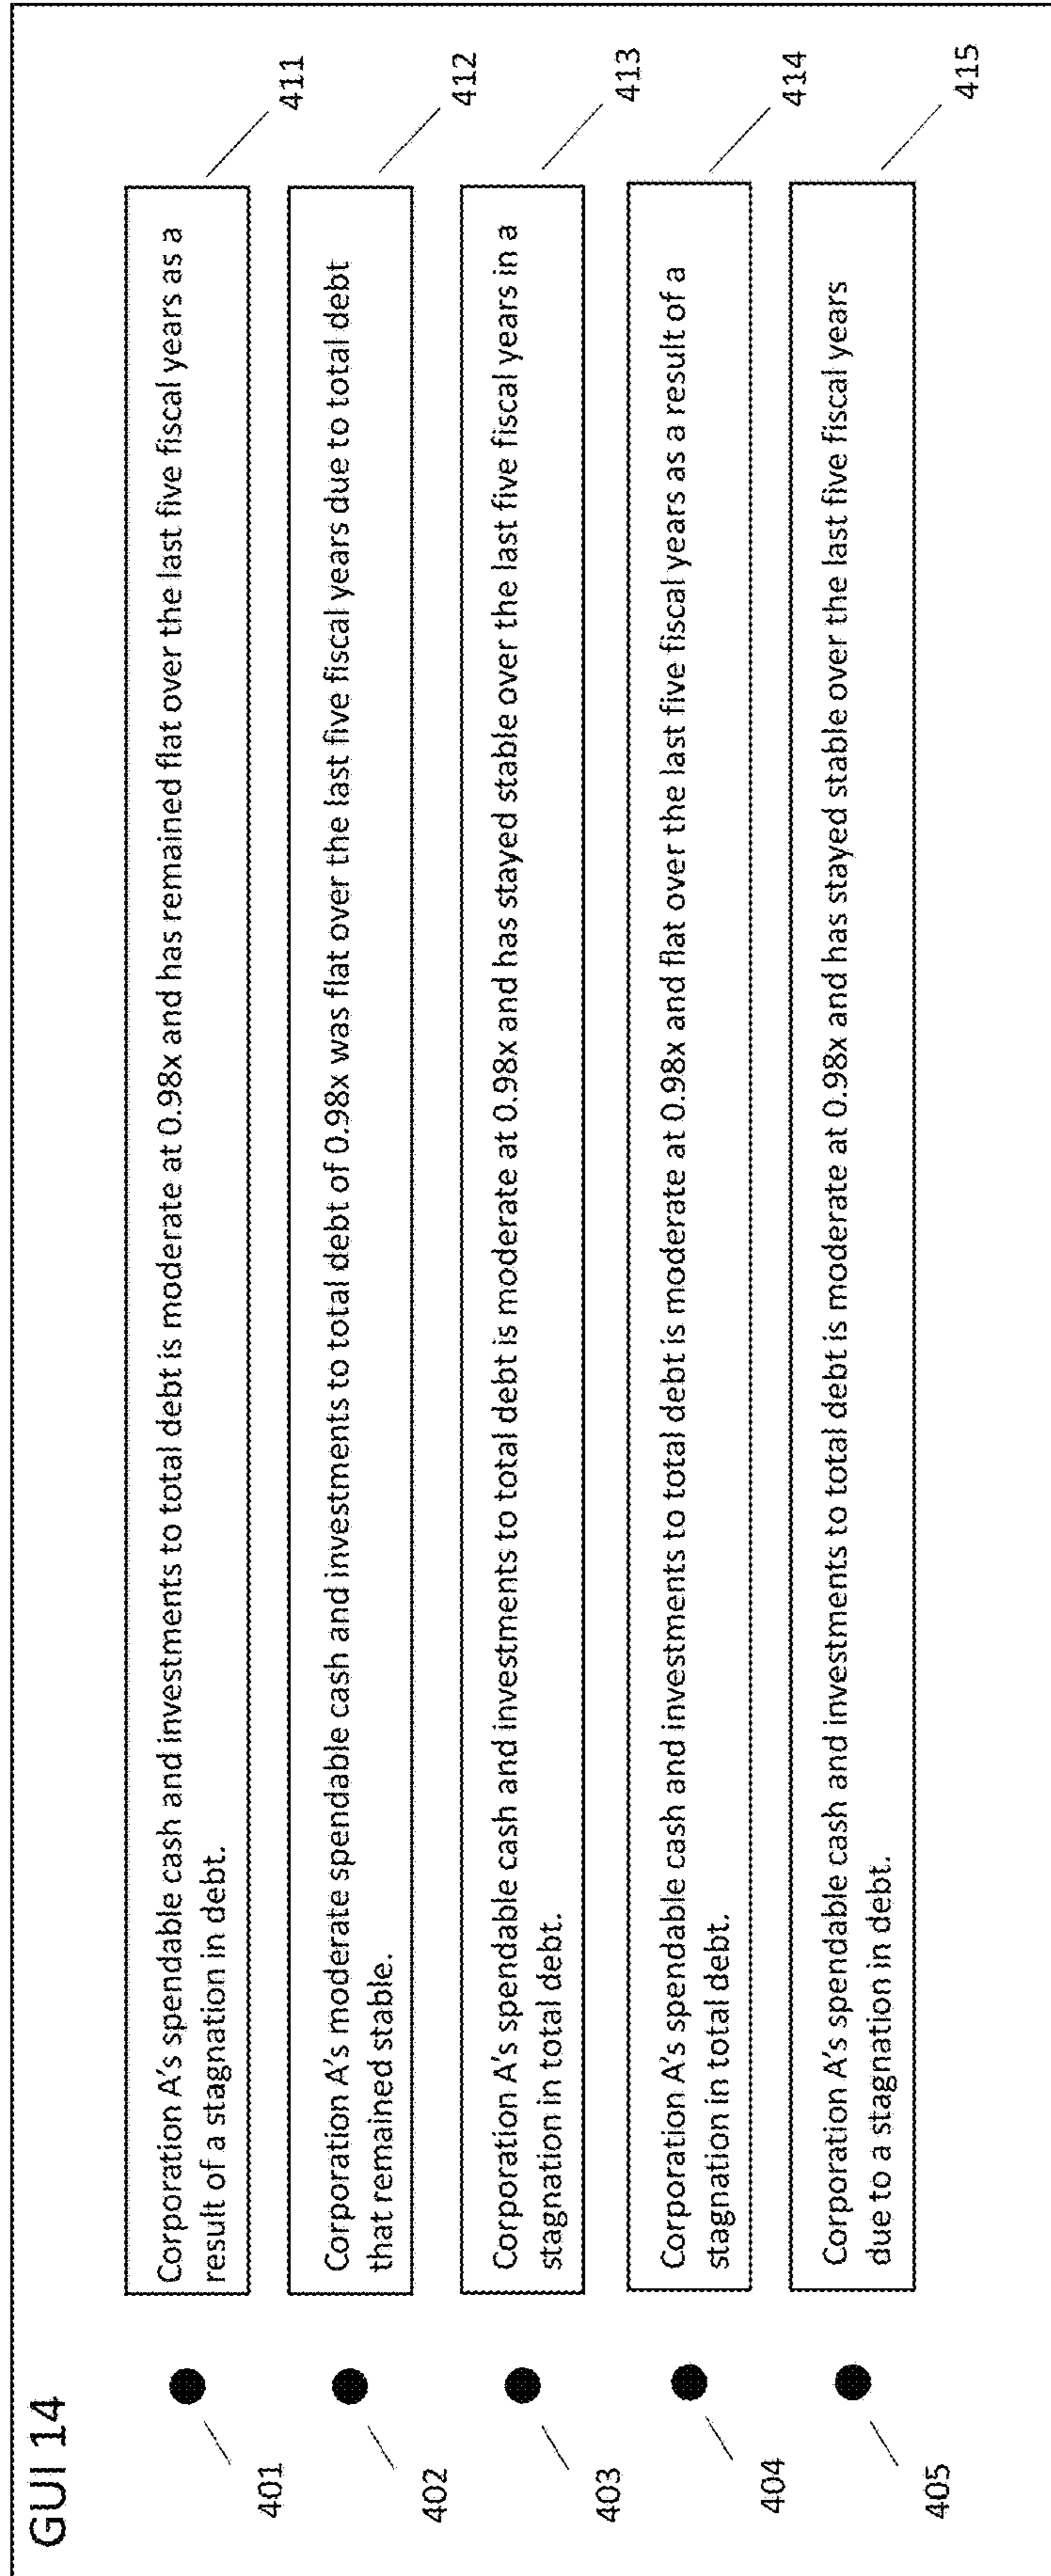 GUI 14
401
Corporation A's spendable cash and investments to total debt is moderate at 0.98x and has remained flat over the last five fiscal years as a
result of a stagnation in debt.
411
402
Corporation A's moderate spendable cash and investments to total debt of 0.98x was flat over the last five fiscal years due to total debt
that remained stable.
412
403
Corporation A's spendable cash and investments to total debt is moderate at 0.98x and has stayed stable over the last five fiscal years in a
stagnation in total debt.
413
404
Corporation A's spendable cash and investments to total debt is moderate at 0.98x and flat over the last five fiscal years as a result of a
stagnation in total debt.
414
405
Corporation A's spendable cash and investments to total debt is moderate at 0.98x and has stayed stable over the last five fiscal years
due to a stagnation in debt.
415